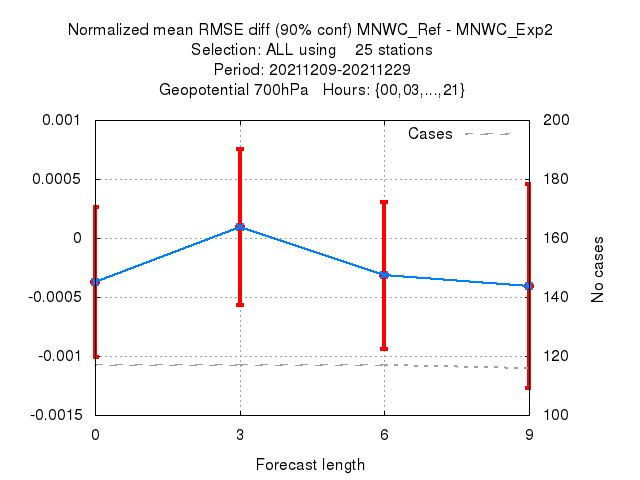 Normalized mean RMSE diff (90% conf) MNWC_Ref - MNWC_Exp2
Selection: ALL using    25 stations
Period: 20211209-20211229
Geopotential 700hPa   Hours: {00,03,...,21}
Cases
0.001
0.0005
0
-0.0005
-0.001
-0.0015
200
180
160
140
120
100
No cases
0
3
6
9
Forecast length